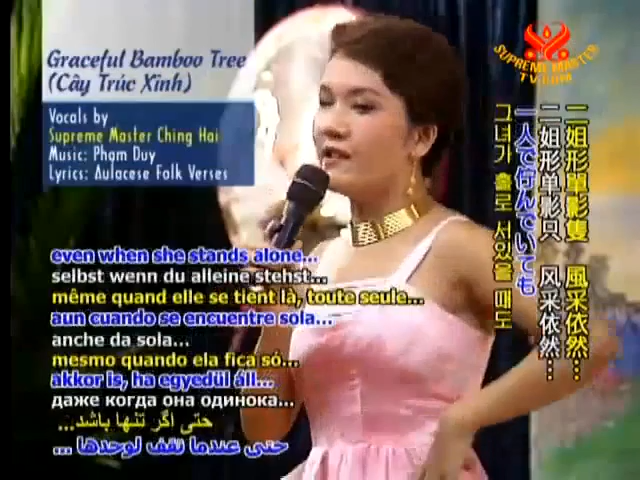 Graceful Bamboo Tree
(Cây Trúc Xinh)
Vocals by
Supreme Master Ching Hai
Music: Phạm Duy
Lyrics: Aulacese Folk Verses
SUPREME MASTER
TV
even when she stands alone...
selbst wenn du alleine stehst...
même quand elle se tient là, toute seule...
aun cuando se encuentre sola...
anche da sola...
mesmo quando ela fica só...
akkor is, ha egyedül áll...
даже когда она одинока...
حتی اگر تنها باشد...
حتى عندما تقف لوحدها ...
二姐形單影隻 風采依然...
二姐形单影只 风采依然...
一人で佇んでいても
그녀가 홀로 서있을 때도